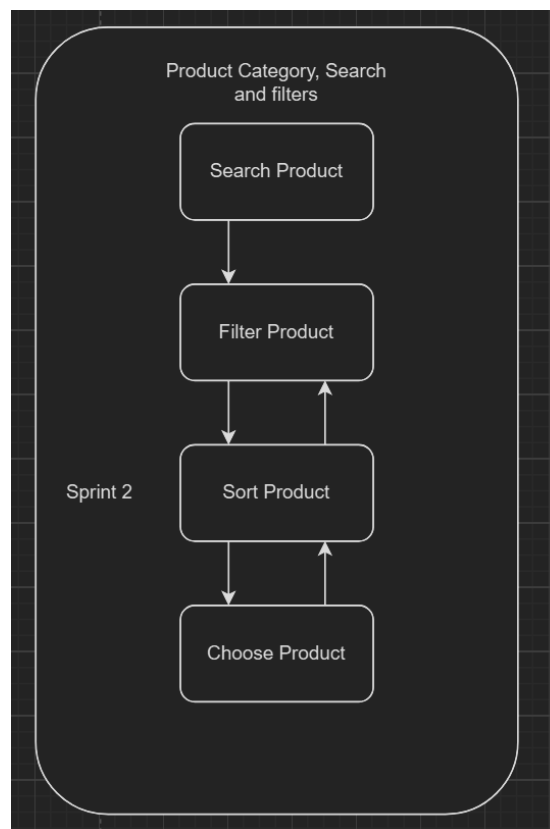 Product Category, Search
and filters
Search Product
Filter Product
Sprint 2
Sort Product
Choose Product